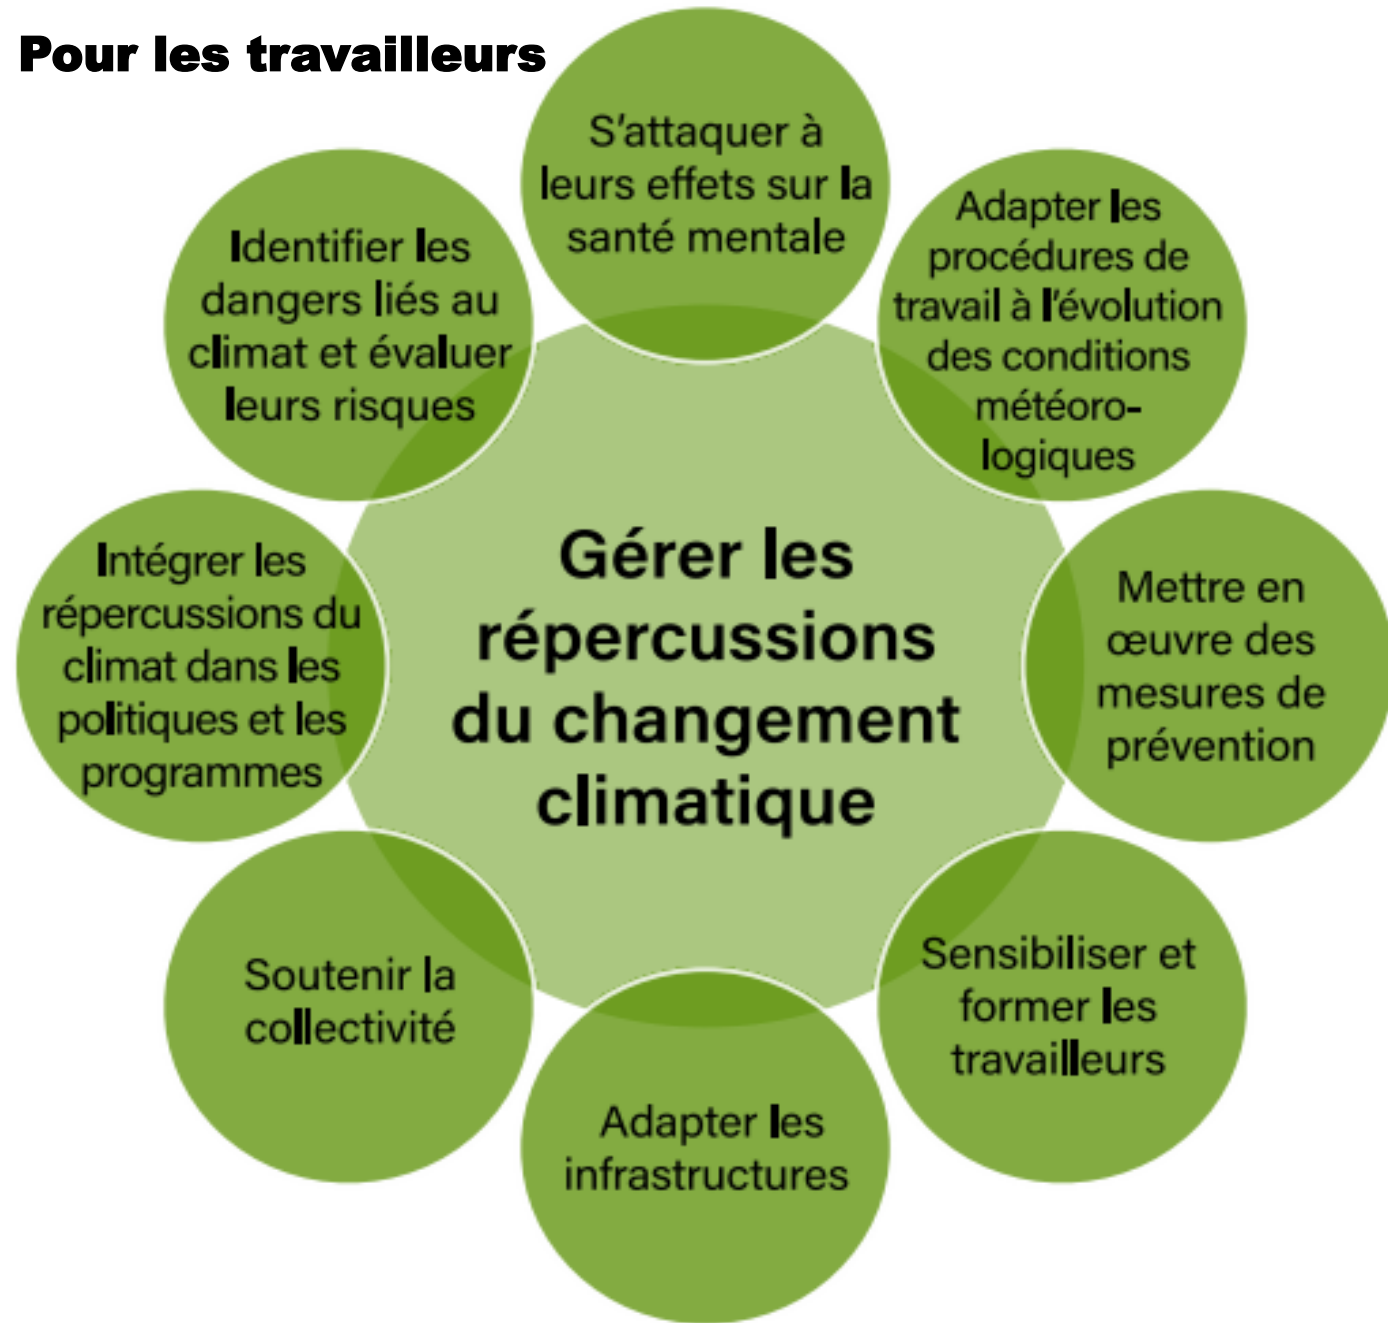 Pour les travailleurs
S'attaquer à
leurs effets sur la
santé mentale
Adapter les
procédures de
travail à l'évolution
des conditions
météoro-
logiques
Mettre en
œuvre des
mesures de
prévention
Sensibiliser et
former les
travailleurs
Adapter les
infrastructures
Soutenir la
collectivité
Intégrer les
répercussions du
climat dans les
politiques et les
programmes
Identifier les
dangers liés au
climat et évaluer
leurs risques
Gérer les
répercussions
du changement
climatique